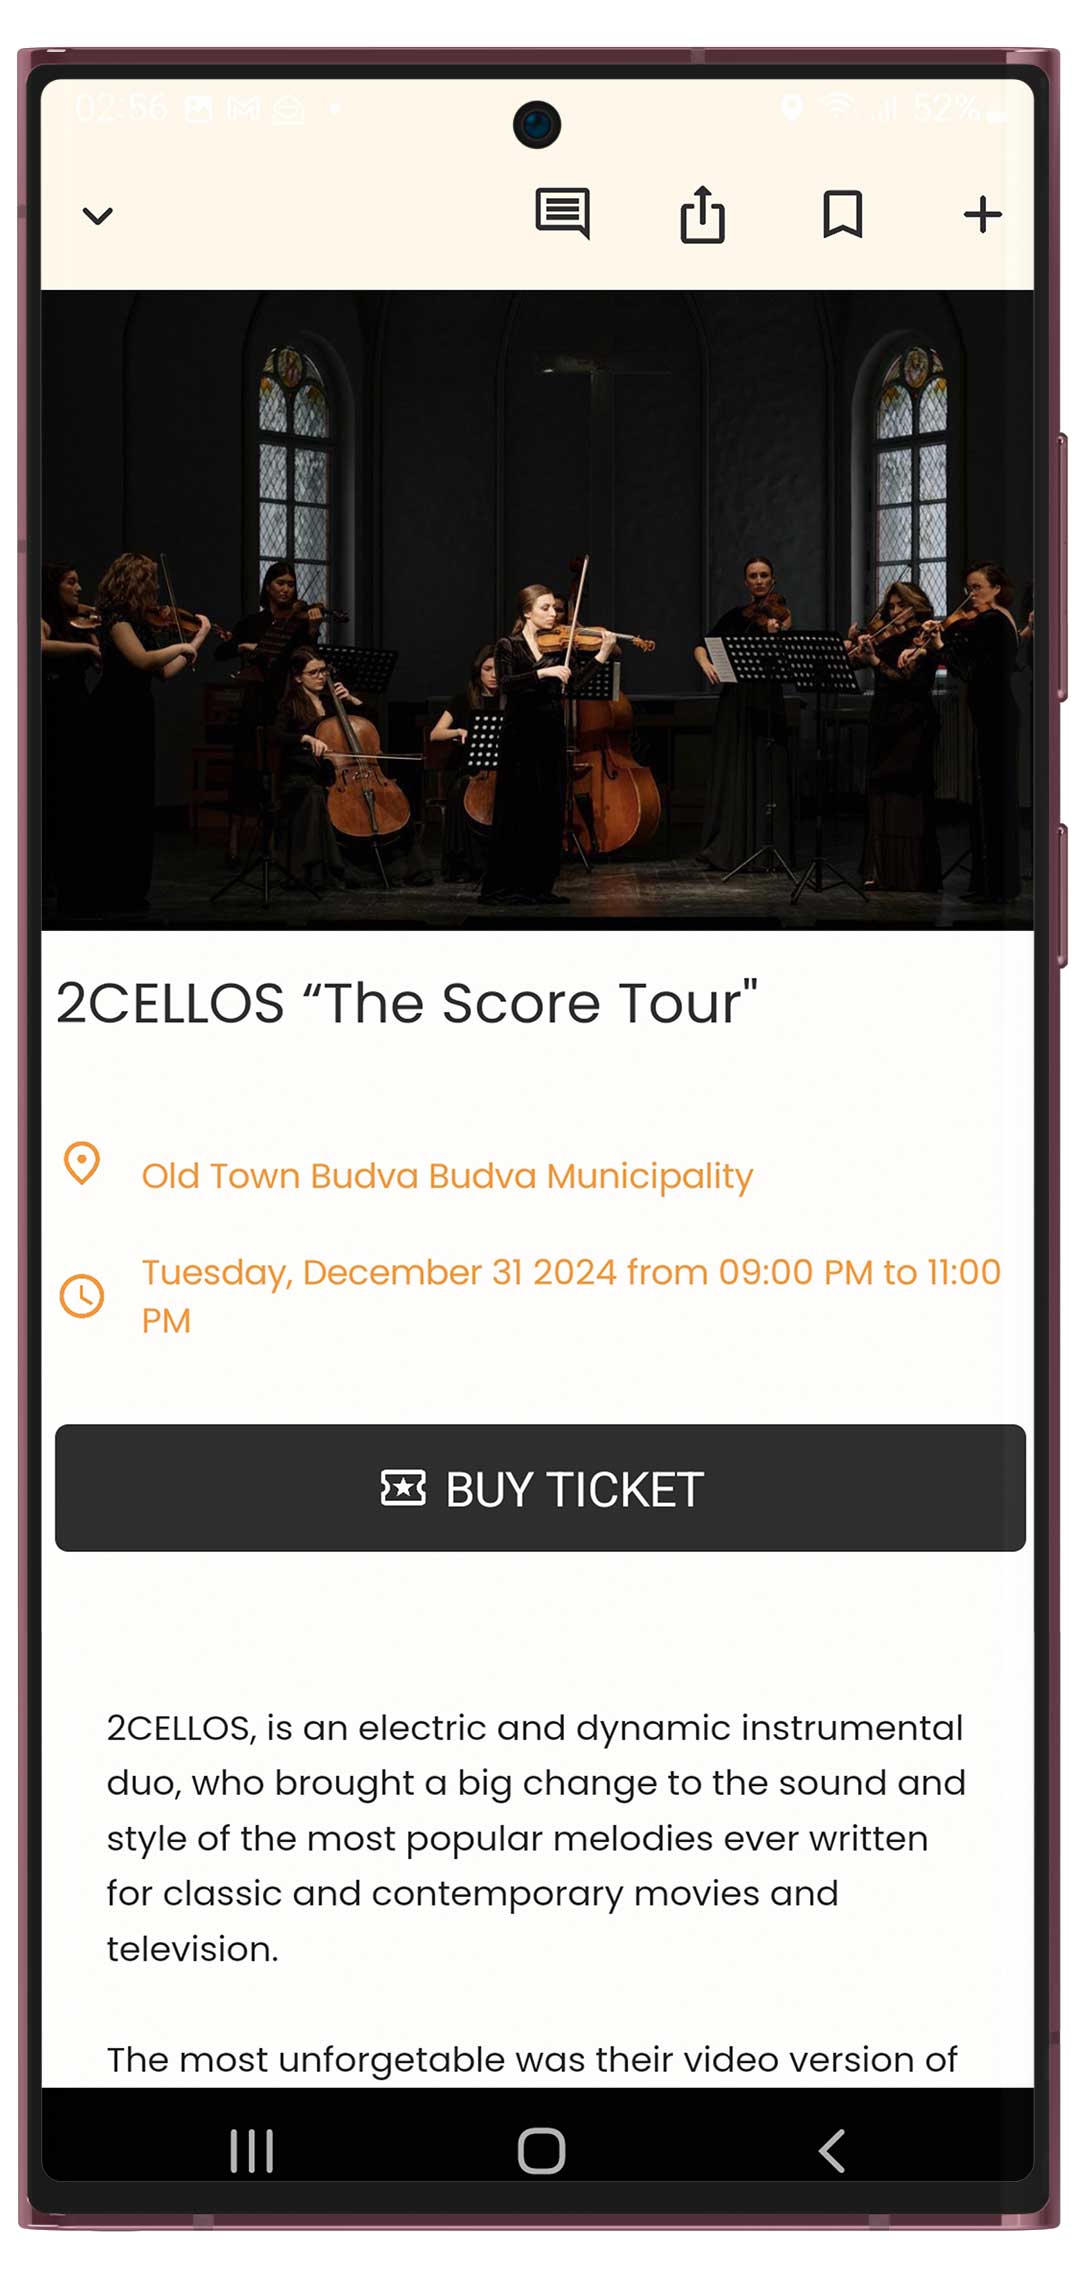 02:56 52%
2CELLOS “The Score Tour"
Old Town Budva Budva Municipality
Tuesday, December 31 2024 from 09:00 PM to 11:00
PM
BUY TICKET
2CELLOS, is an electric and dynamic instrumental
duo, who brought a big change to the sound and
style of the most popular melodies ever written
for classic and contemporary movies and
television.
The most unforgetable was their video version of